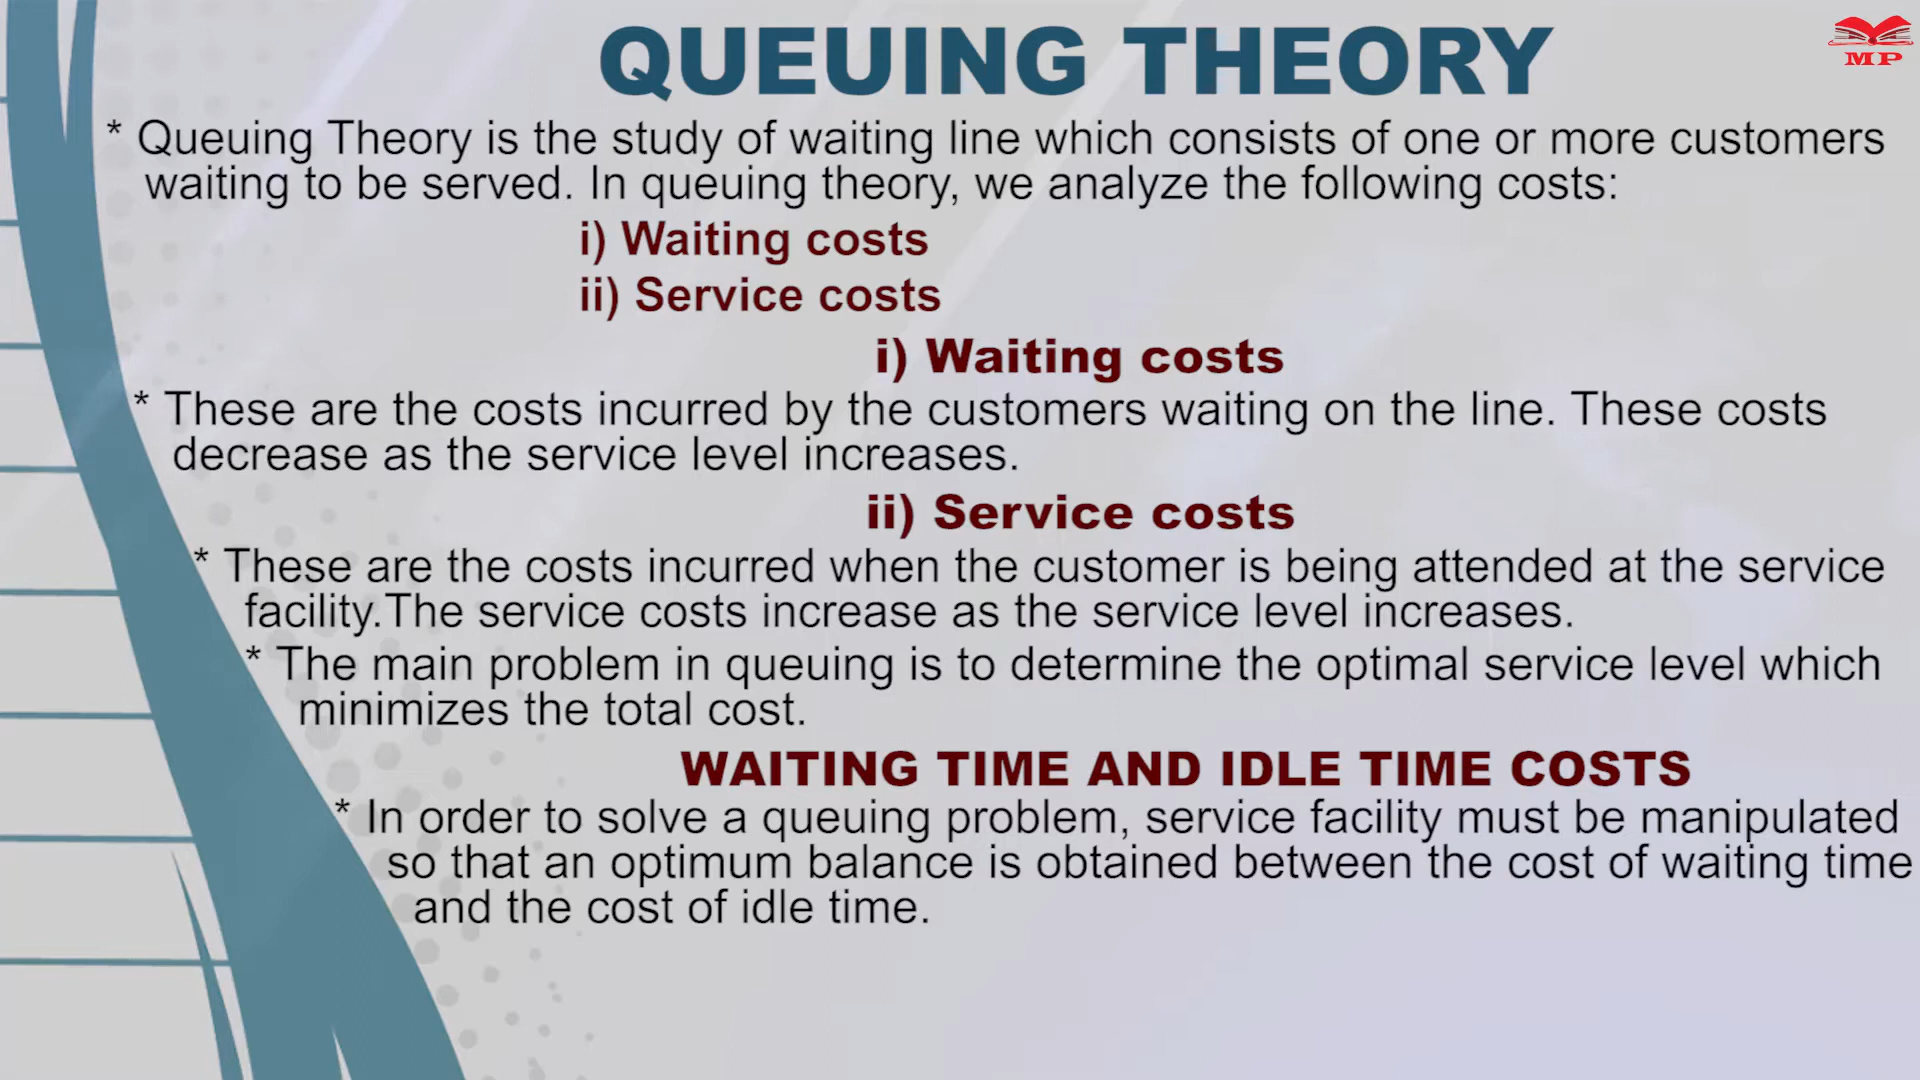 QUEUING THEORY
MP
* Queuing Theory is the study of waiting line which consists of one or more customers
waiting to be served. In queuing theory, we analyze the following costs:
i) Waiting costs
ii) Service costs
i) Waiting costs
* These are the costs incurred by the customers waiting on the line. These costs
decrease as the service level increases.
ii) Service costs
* These are the costs incurred when the customer is being attended at the service
facility.The service costs increase as the service level increases.
* The main problem in queuing is to determine the optimal service level which
minimizes the total cost.
WAITING TIME AND IDLE TIME COSTS
* In order to solve a queuing problem, service facility must be manipulated
so that an optimum balance is obtained between the cost of waiting time
and the cost of idle time.